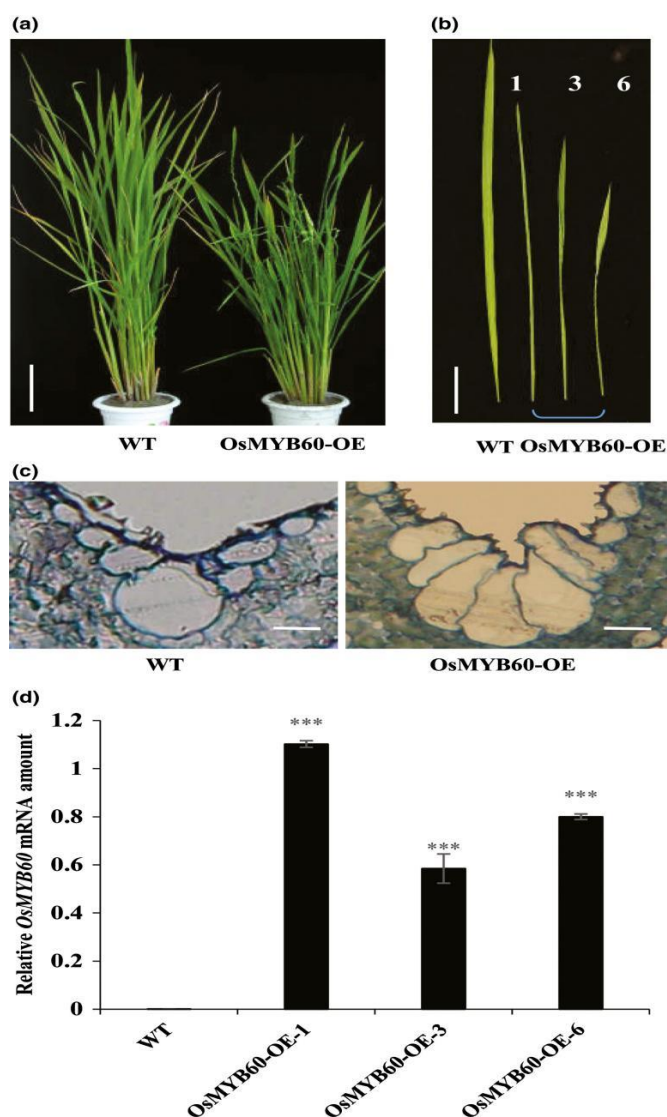 (a)
(b)
1 3 6
WT OsMYB60-OE
WT OsMYB60-OE
(c)
WT OsMYB60-OE
(d)
Relative OsMYB60 mRNA amount
1.2
1
0.8
0.6
0.4
0.2
0
***
***
***
WT
OsMYB60-OE-1
OsMYB60-OE-3
OsMYB60-OE-6